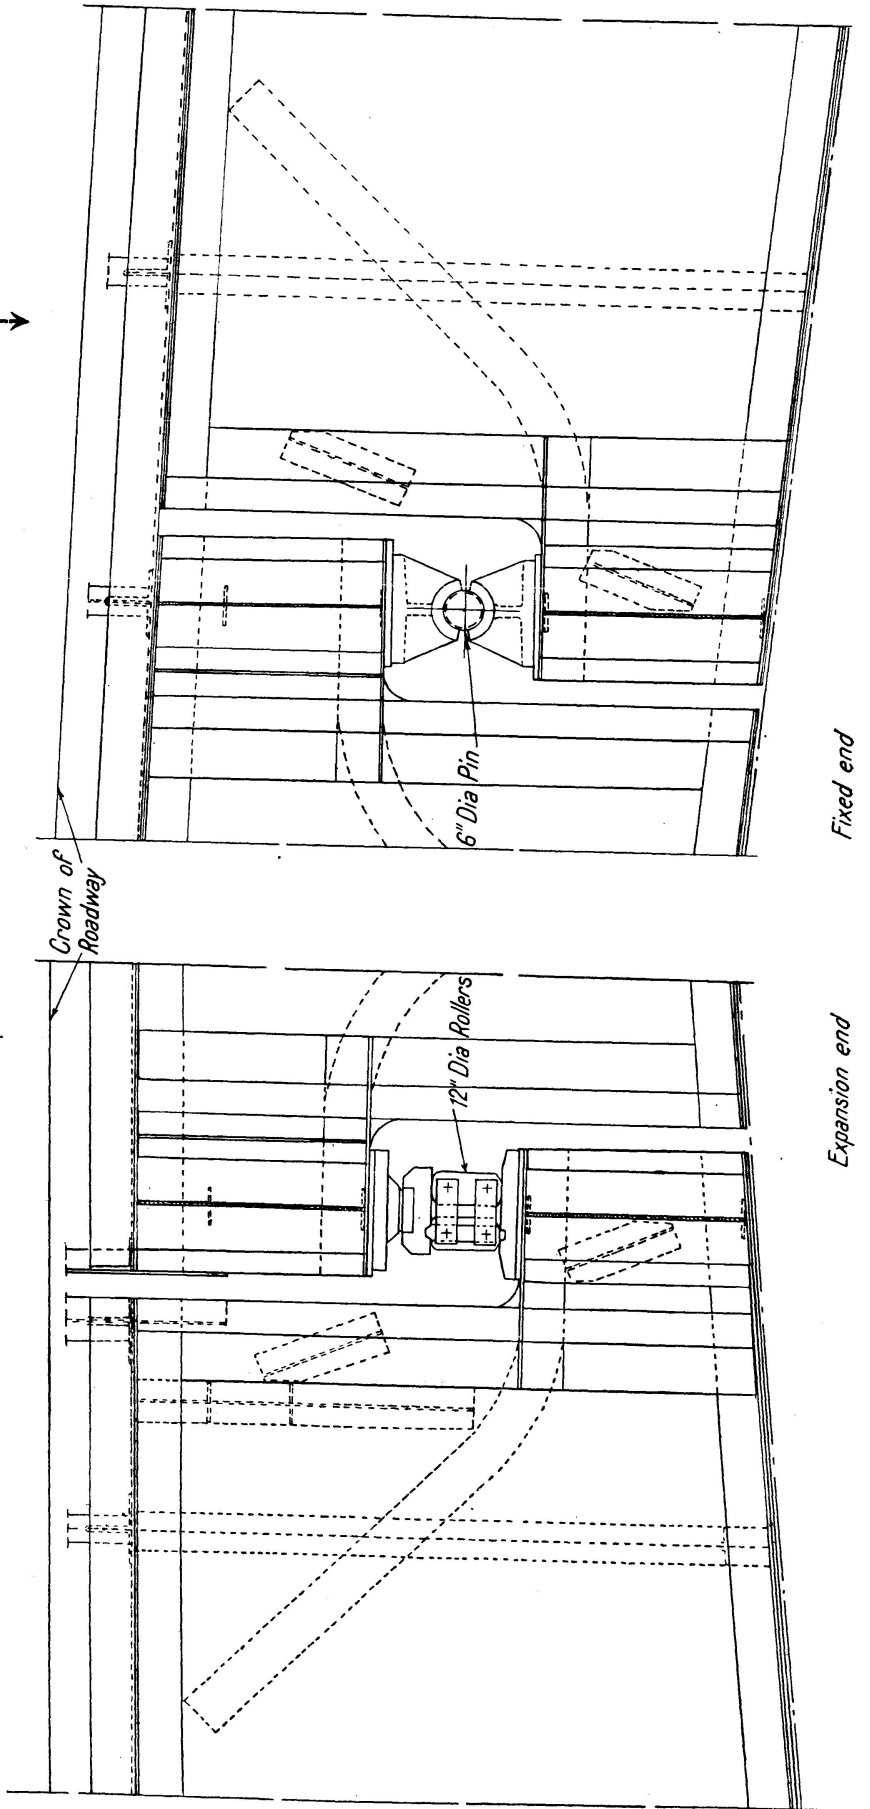 Crown of
Roadway
12" Dia Rollers
6" Dia Pin
Expansion end
Fixed end